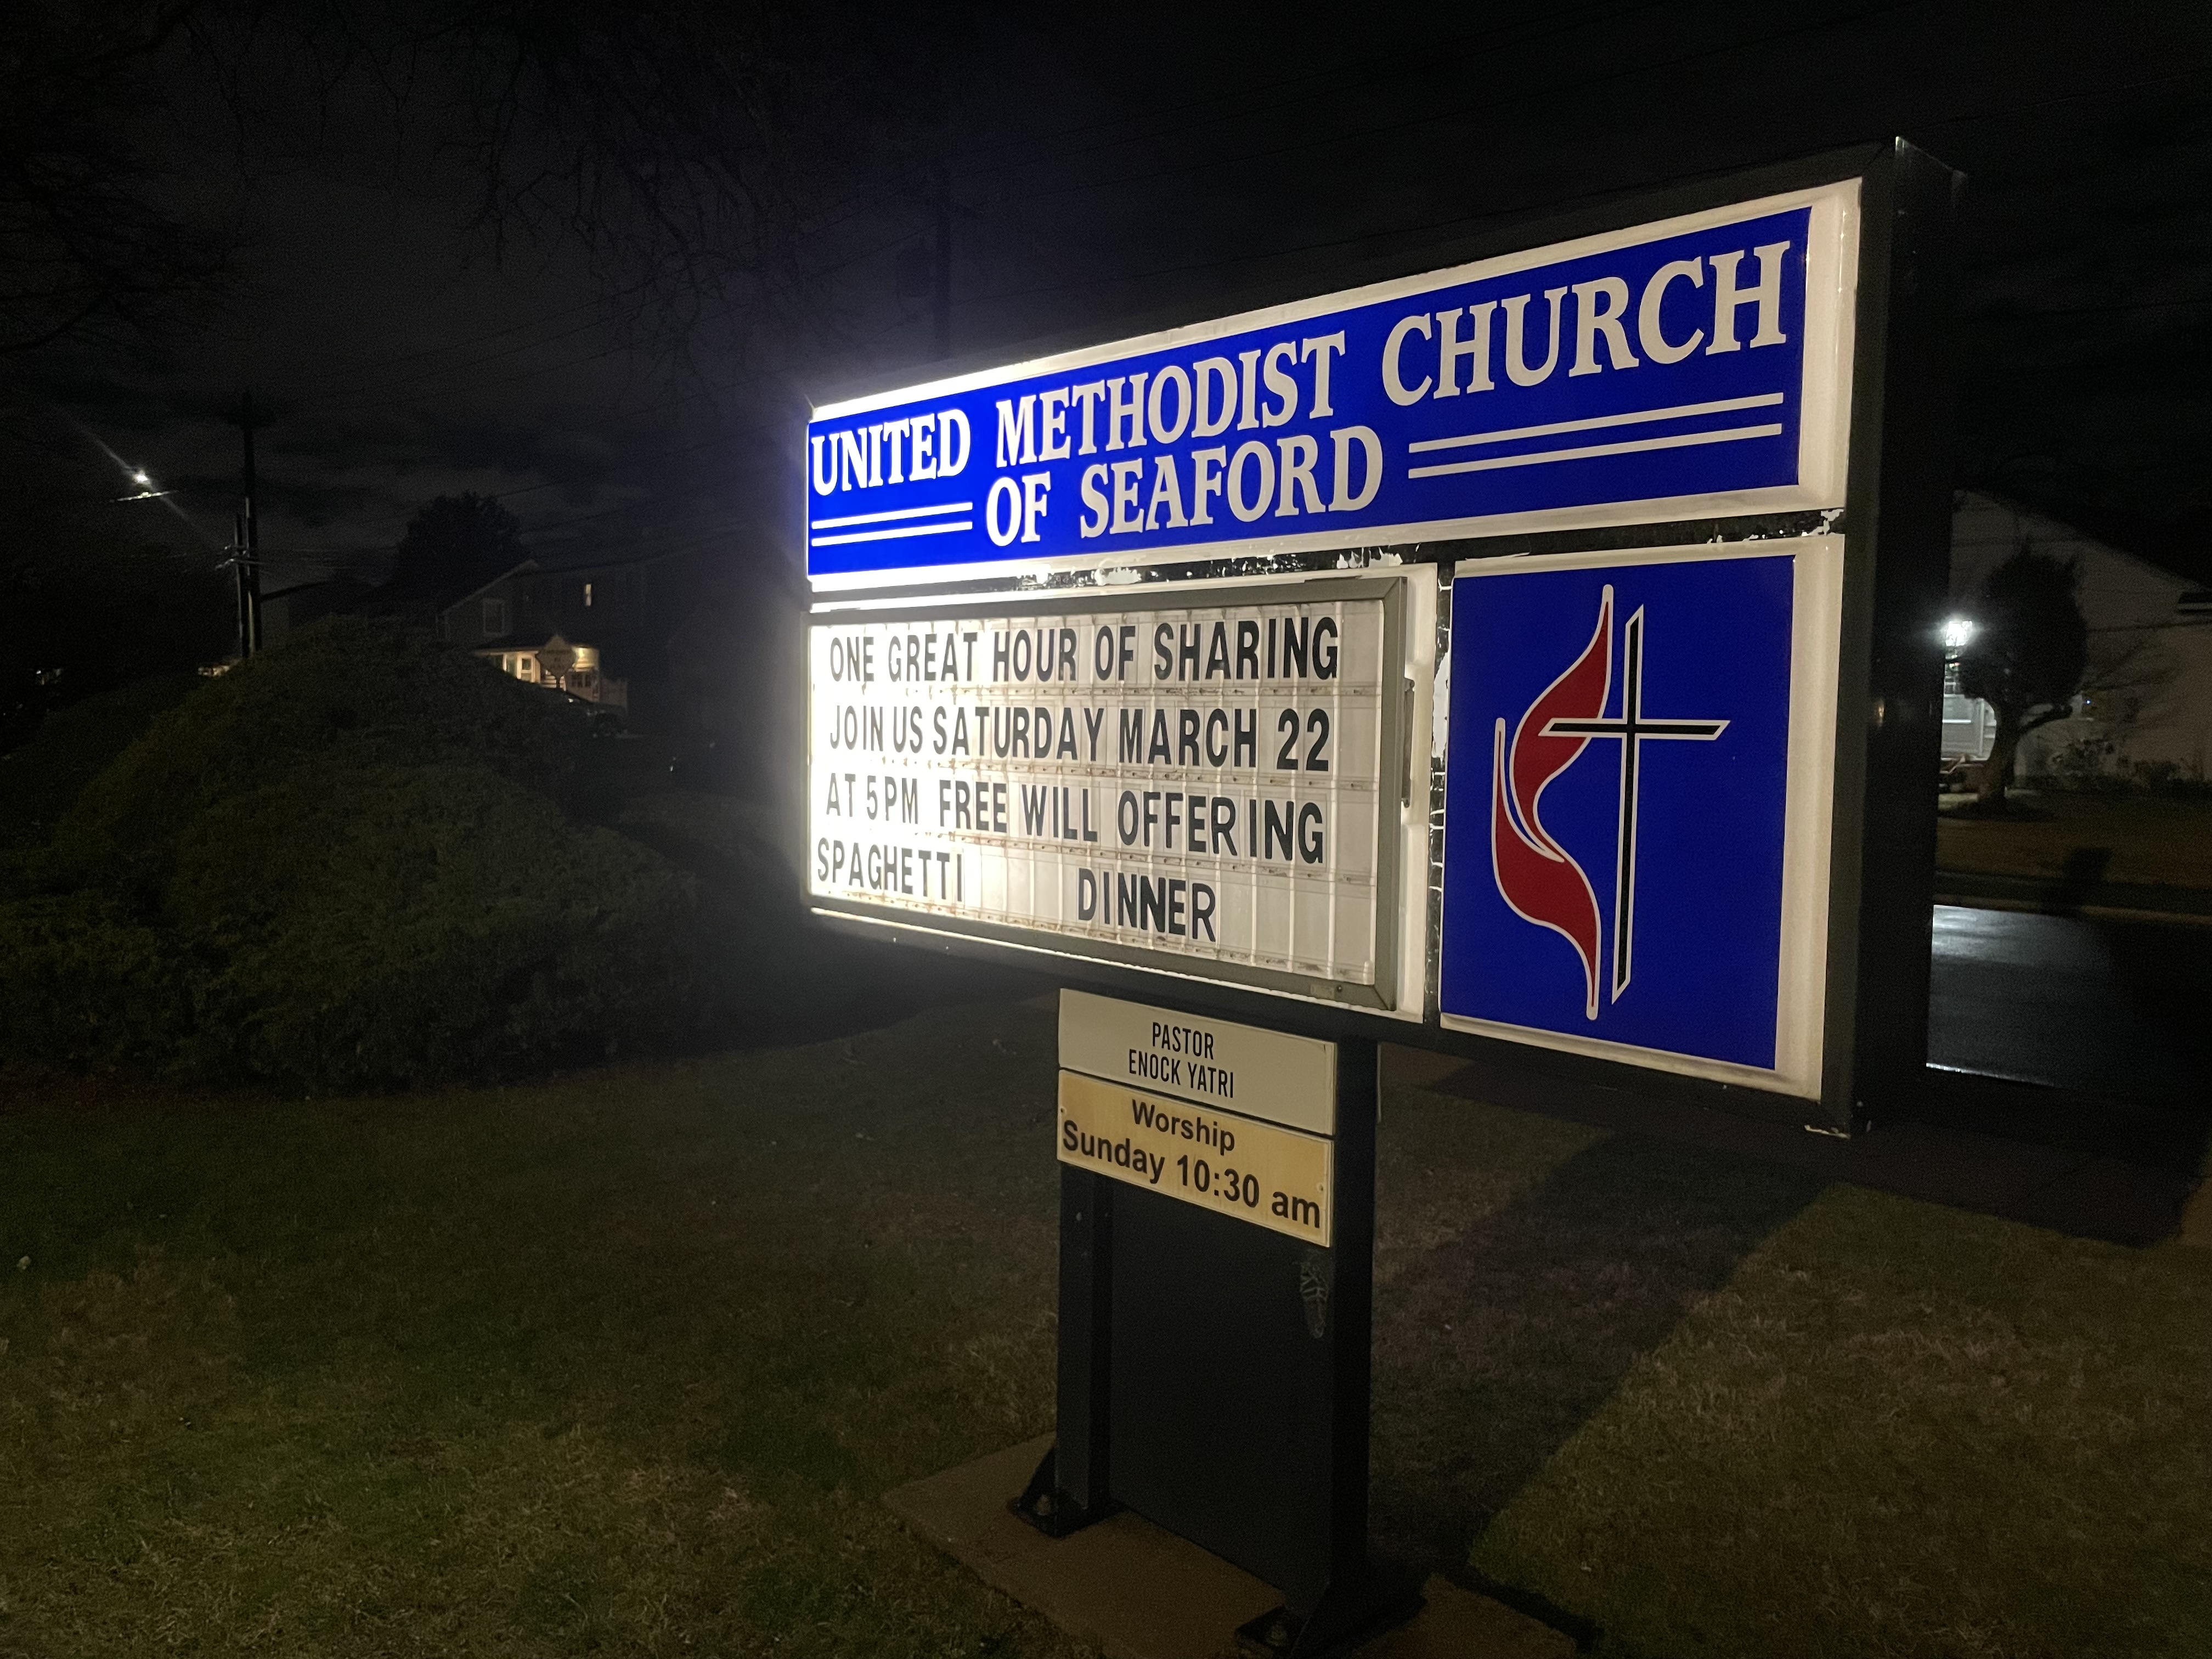 UNITED METHODIST CHURCH
OF SEAFORD
ONE GREAT HOUR OF SHARING
JOIN US SATURDAY MARCH 22
AT 5PM FREE WILL OFFERING
SPAGHETTI DINNER
PASTOR
ENOCK YATRI
Worship
Sunday 10:30 am